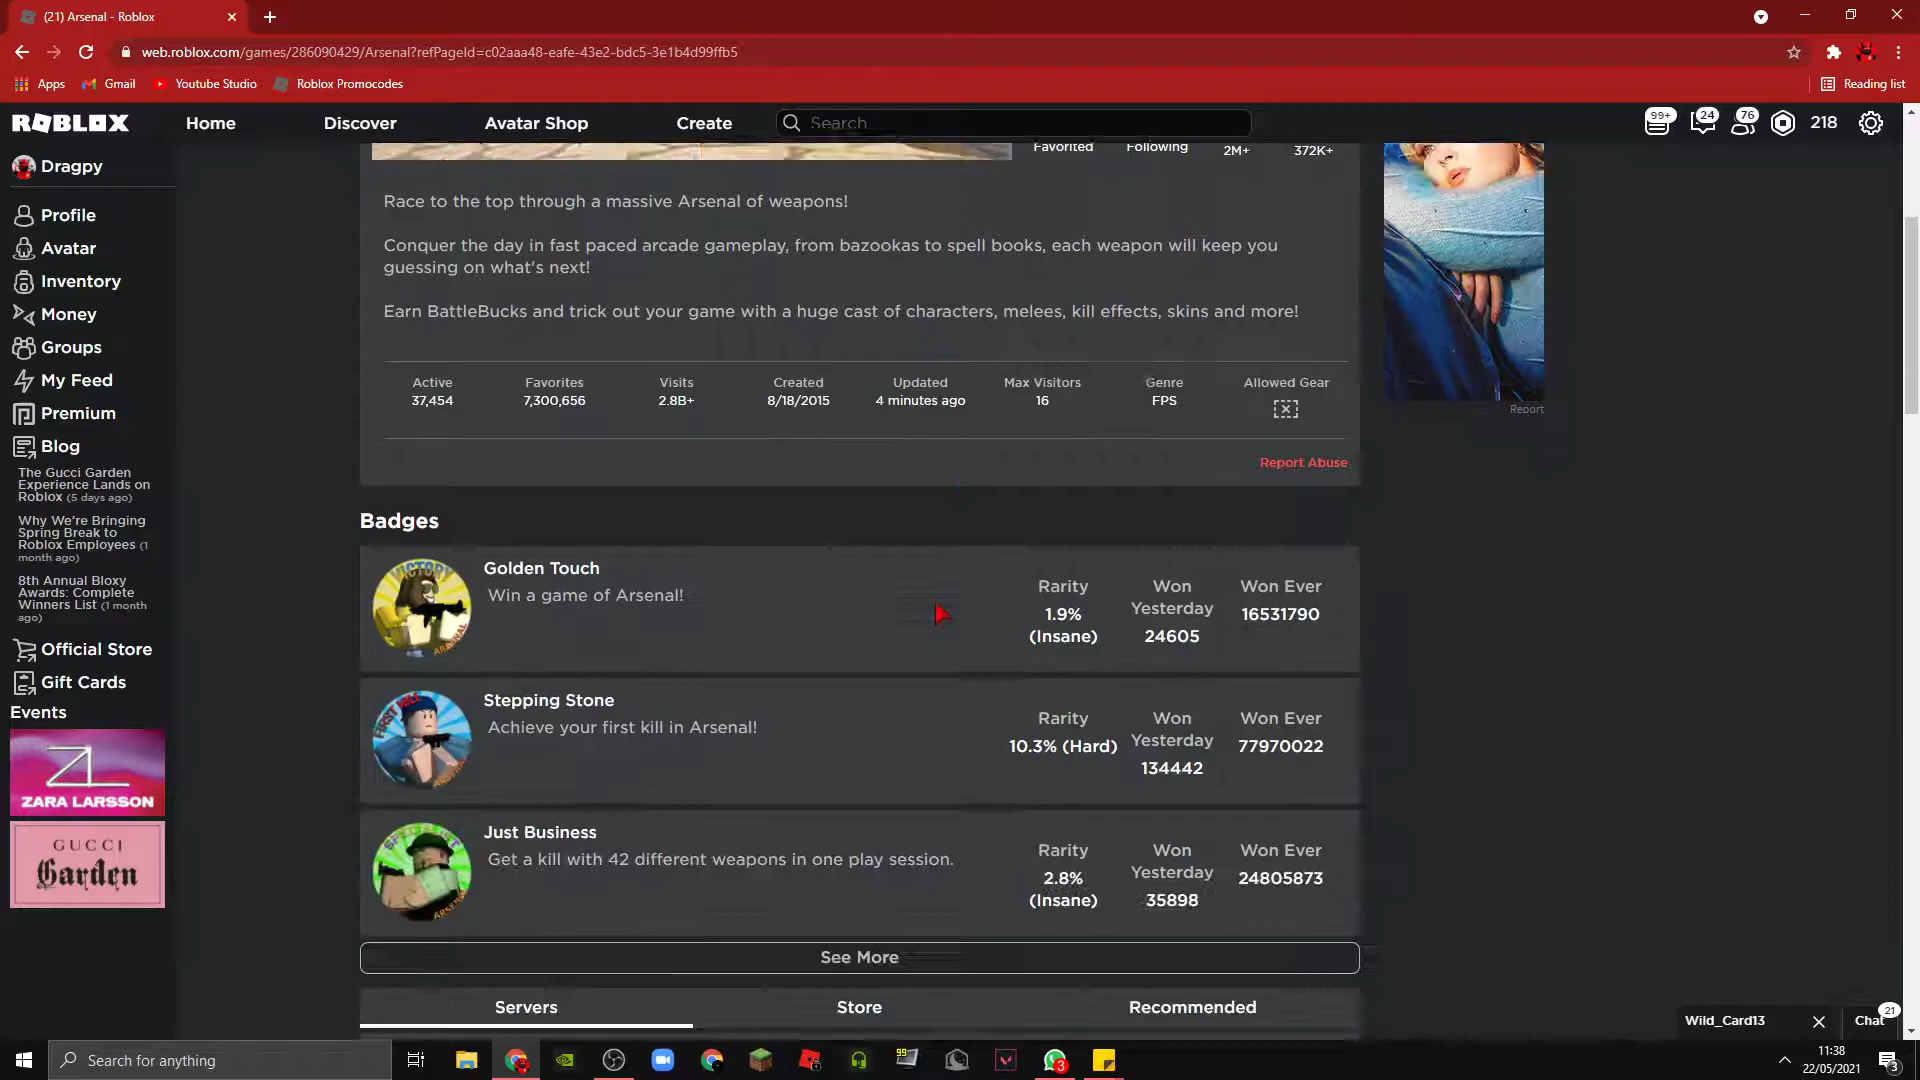 (21) Arsenal - Roblox
web.roblox.com/games/286090429/Arsenal?refPageId=c02aaa48-eafe-43e2-bdc5-3e1b4d99ffb5
Apps Gmail Youtube Studio Roblox Promocodes Reading list
ROBLOX Home Discover Avatar Shop Create Search 99+ 24 76 218
Dragpy
Profile
Avatar
Inventory
Money
Groups
My Feed
Premium
Blog
The Gucci Garden
Experience Lands on
Roblox (5 days ago)
Why We're Bringing
Spring Break to
Roblox Employees (1
month ago)
8th Annual Bloxy
Awards: Complete
Winners List (1 month
ago)
Official Store
Gift Cards
Events
ZARA LARSSON
GUCCI
Garden
Favorited Following 2M+ 372K+
Race to the top through a massive Arsenal of weapons!
Conquer the day in fast paced arcade gameplay, from bazookas to spell books, each weapon will keep you
guessing on what's next!
Earn BattleBucks and trick out your game with a huge cast of characters, melees, kill effects, skins and more!
Active Favorites Visits Created Updated Max Visitors Genre Allowed Gear
37,454 7,300,656 2.8B+ 8/18/2015 4 minutes ago 16 FPS
Report Abuse
Report
Badges
VICTORY
ARSENAL
Golden Touch
Win a game of Arsenal!
Rarity
1.9%
(Insane)
Won
Yesterday
24605
Won Ever
16531790
FIRST KILL
ARSENAL
Stepping Stone
Achieve your first kill in Arsenal!
Rarity
10.3% (Hard)
Won
Yesterday
134442
Won Ever
77970022
ARSENAL
Just Business
Get a kill with 42 different weapons in one play session.
Rarity
2.8%
(Insane)
Won
Yesterday
35898
Won Ever
24805873
See More
Servers Store Recommended
Wild_Card13
Chat 21
Search for anything
99
3
11:38
22/05/2021
3